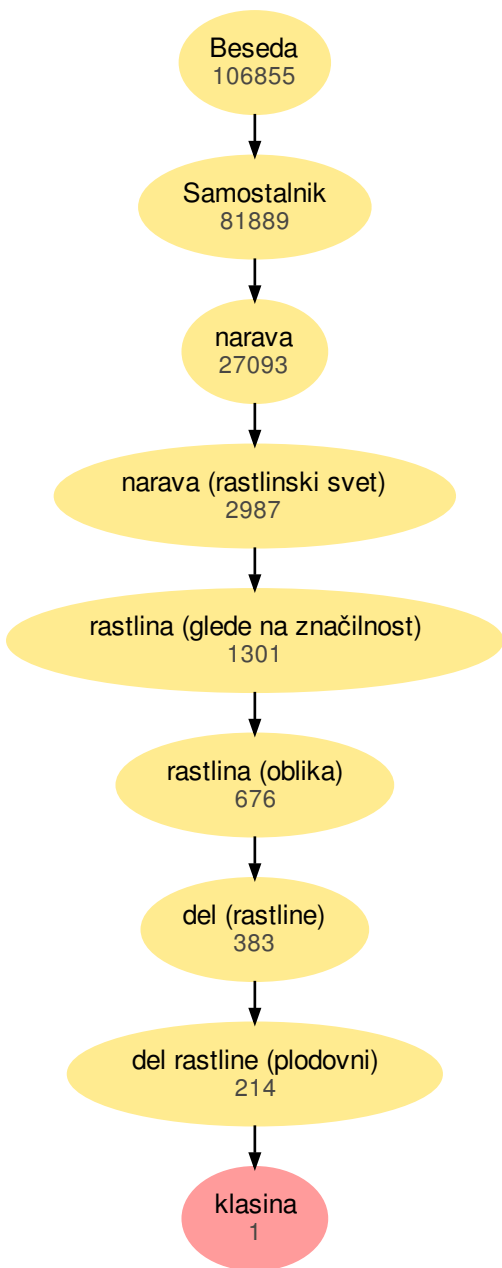 Beseda
106855
Samostalnik
81889
narava
27093
narava (rastlinski svet)
2987
rastlina (glede na značilnost)
1301
rastlina (oblika)
676
del (rastline)
383
del rastline (plodovni)
214
klasina
1